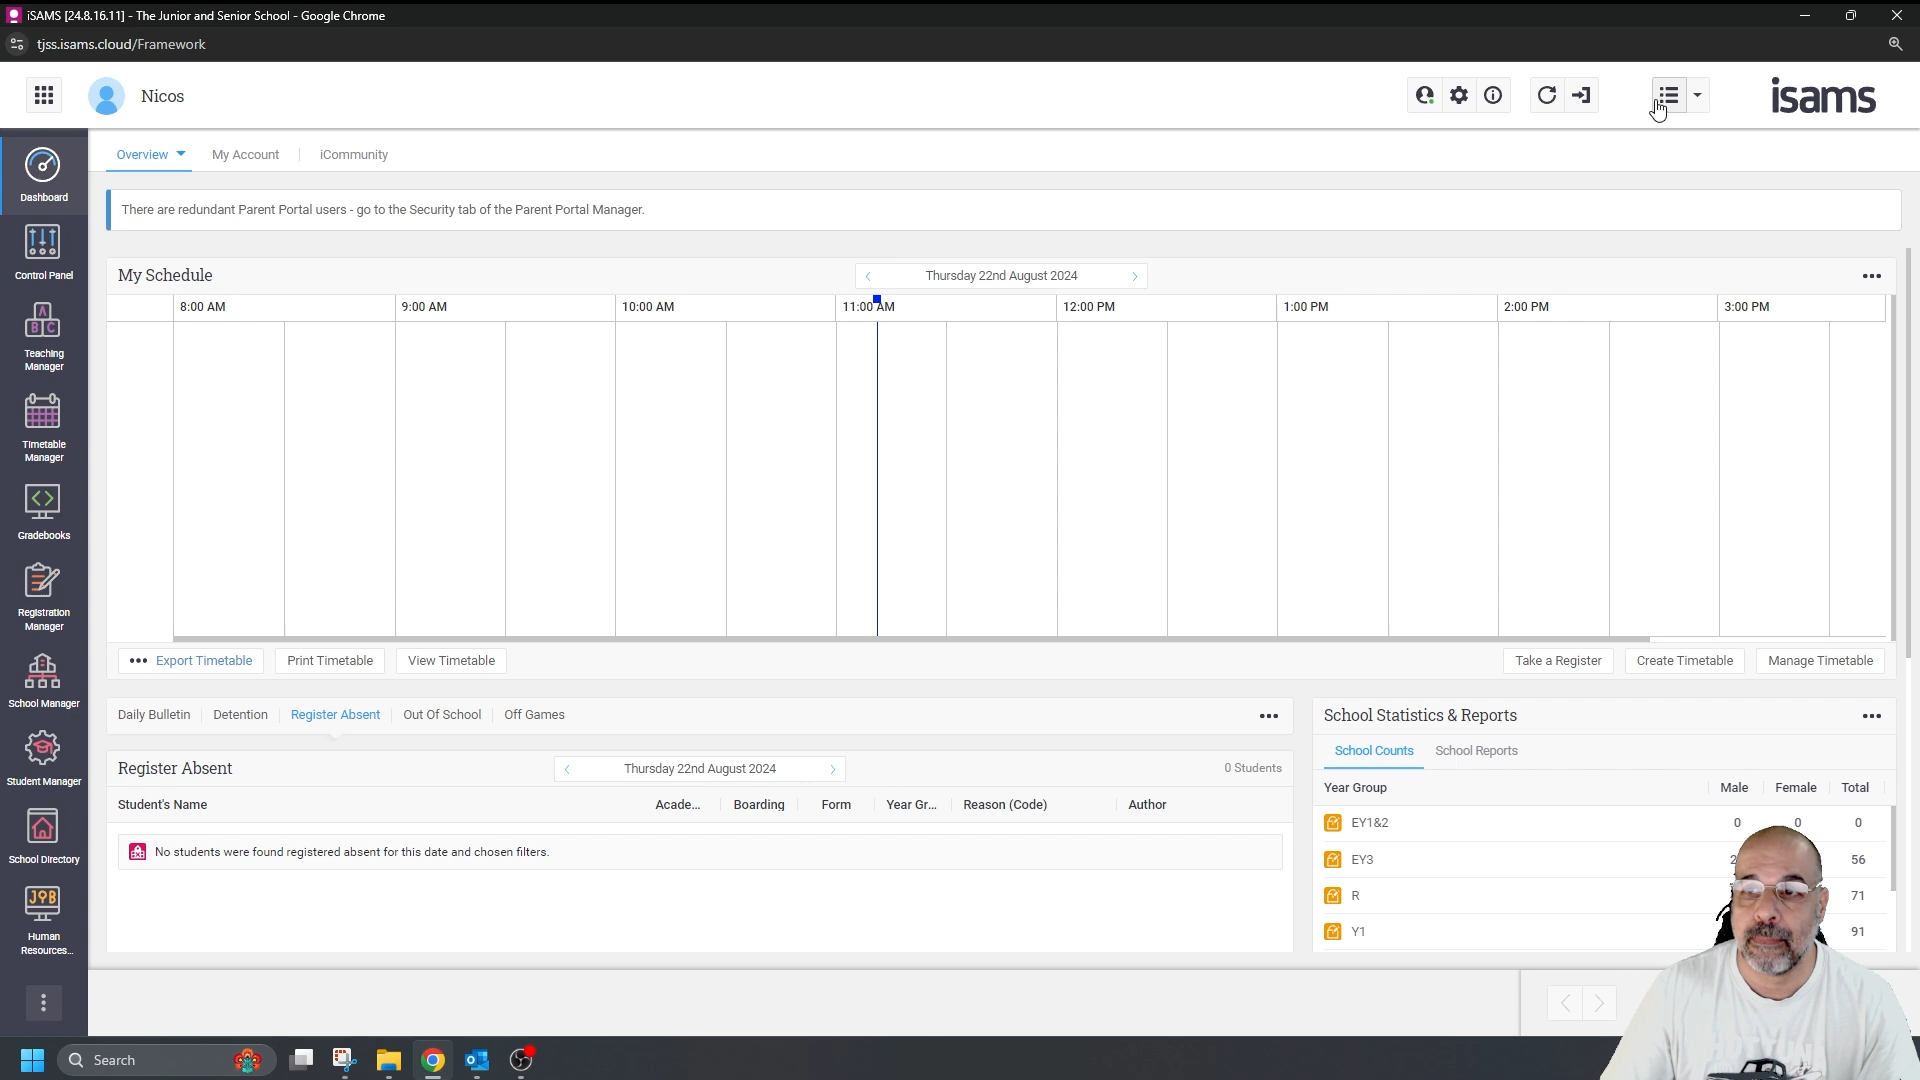 iSAMS [24.8.16.11] - The Junior and Senior School - Google Chrome
tjss.isams.cloud/Framework
Nicos
isams
Overview
My Account
iCommunity
There are redundant Parent Portal users - go to the Security tab of the Parent Portal Manager.
Dashboard
Control Panel
Teaching
Manager
Timetable
Manager
Gradebooks
Registration
Manager
School Manager
Student Manager
School Directory
Human
Resources...
My Schedule
Thursday 22nd August 2024
8:00 AM
9:00 AM
10:00 AM
11:00 AM
12:00 PM
1:00 PM
2:00 PM
3:00 PM
Export Timetable
Print Timetable
View Timetable
Take a Register
Create Timetable
Manage Timetable
Daily Bulletin
Detention
Register Absent
Out Of School
Off Games
Register Absent
Thursday 22nd August 2024
0 Students
Student's Name
Acade...
Boarding
Form
Year Gr...
Reason (Code)
Author
No students were found registered absent for this date and chosen filters.
School Statistics & Reports
School Counts
School Reports
Year Group
Male
Female
Total
EY1&2
0
0
0
EY3
56
R
71
Y1
91
Search